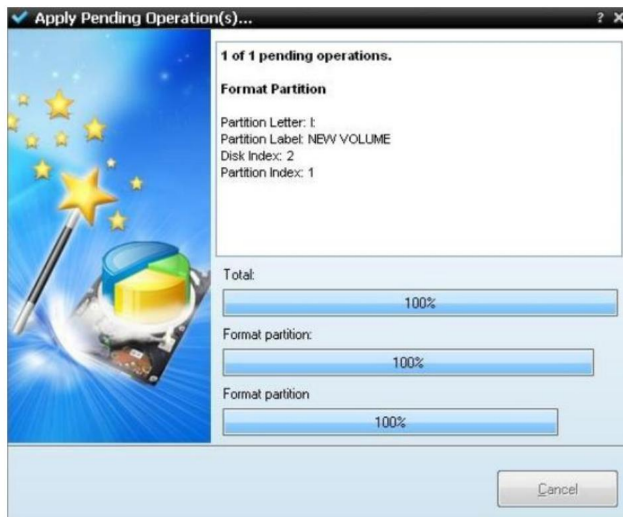 Apply Pending Operation(s)...
? X
1 of 1 pending operations.
Format Partition
Partition Letter: I:
Partition Label: NEW VOLUME
Disk Index: 2
Partition Index: 1
Total:
100%
Format partition:
100%
Format partition
100%
Cancel